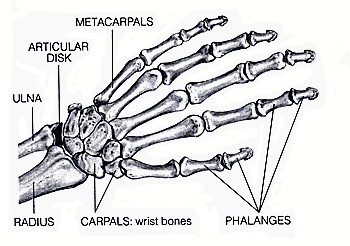 METACARPALS
ARTICULAR
DISK
ULNA
RADIUS
CARPALS: wrist bones
PHALANGES